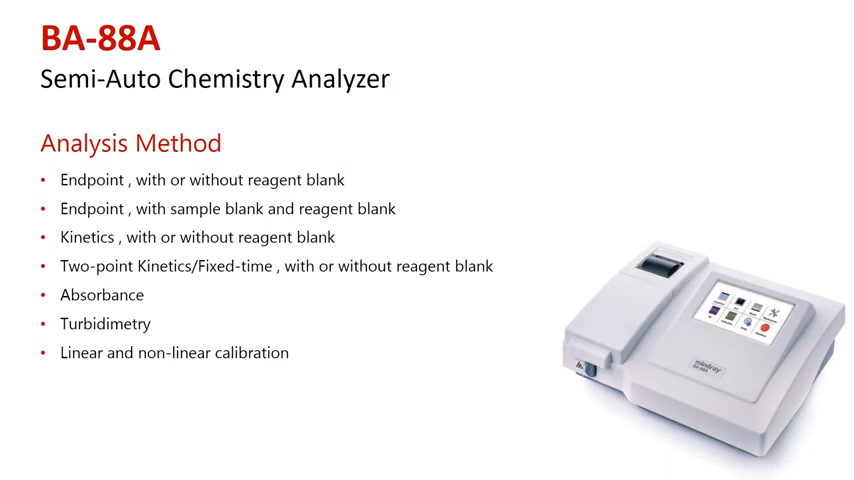 BA-88A
Semi-Auto Chemistry Analyzer
Analysis Method
• Endpoint , with or without reagent blank
• Endpoint , with sample blank and reagent blank
• Kinetics , with or without reagent blank
• Two-point Kinetics/Fixed-time , with or without reagent blank
• Absorbance
• Turbidimetry
• Linear and non-linear calibration
mindray
BA-88A